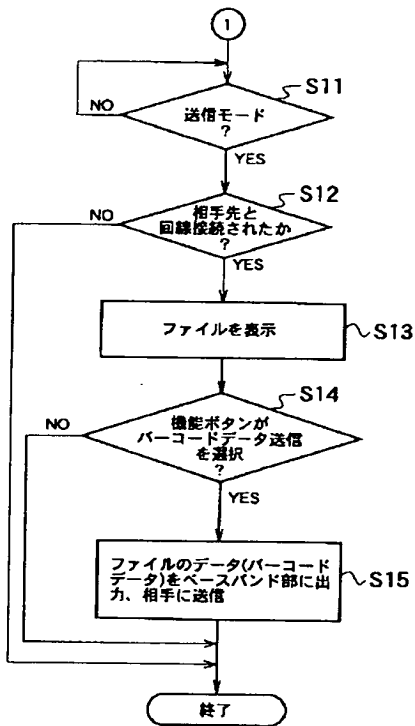 1
S11
NO
送信モード
?
YES
S12
NO
相手先と
回線接続されたか
?
YES
ファイルを表示
S13
S14
NO
機能ボタンが
バーコードデータ送信
を選択
?
YES
ファイルのデータ(バーコード
データ)をベースバンド部に出
力、相手に送信
S15
終了